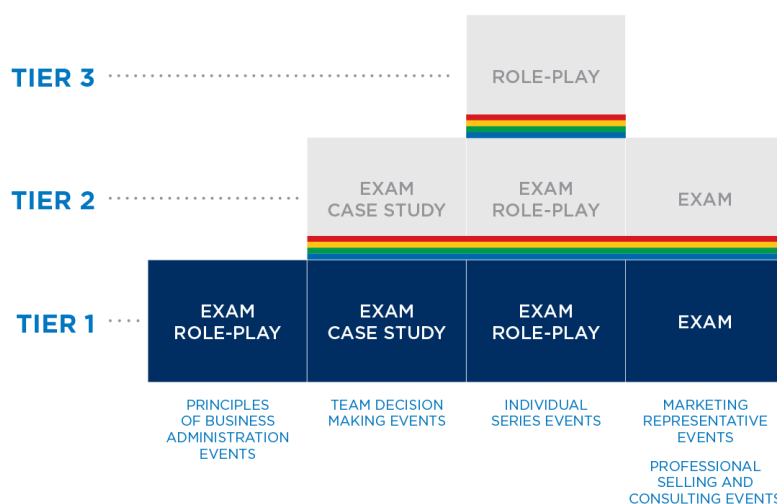 TIER 3
ROLE-PLAY
TIER 2
EXAM
CASE STUDY
EXAM
ROLE-PLAY
EXAM
TIER 1
EXAM
ROLE-PLAY
EXAM
CASE STUDY
EXAM
ROLE-PLAY
EXAM
PRINCIPLES
OF BUSINESS
ADMINISTRATION
EVENTS
TEAM DECISION
MAKING EVENTS
INDIVIDUAL
SERIES EVENTS
MARKETING
REPRESENTATIVE
EVENTS
PROFESSIONAL
SELLING AND
CONSULTING EVENTS